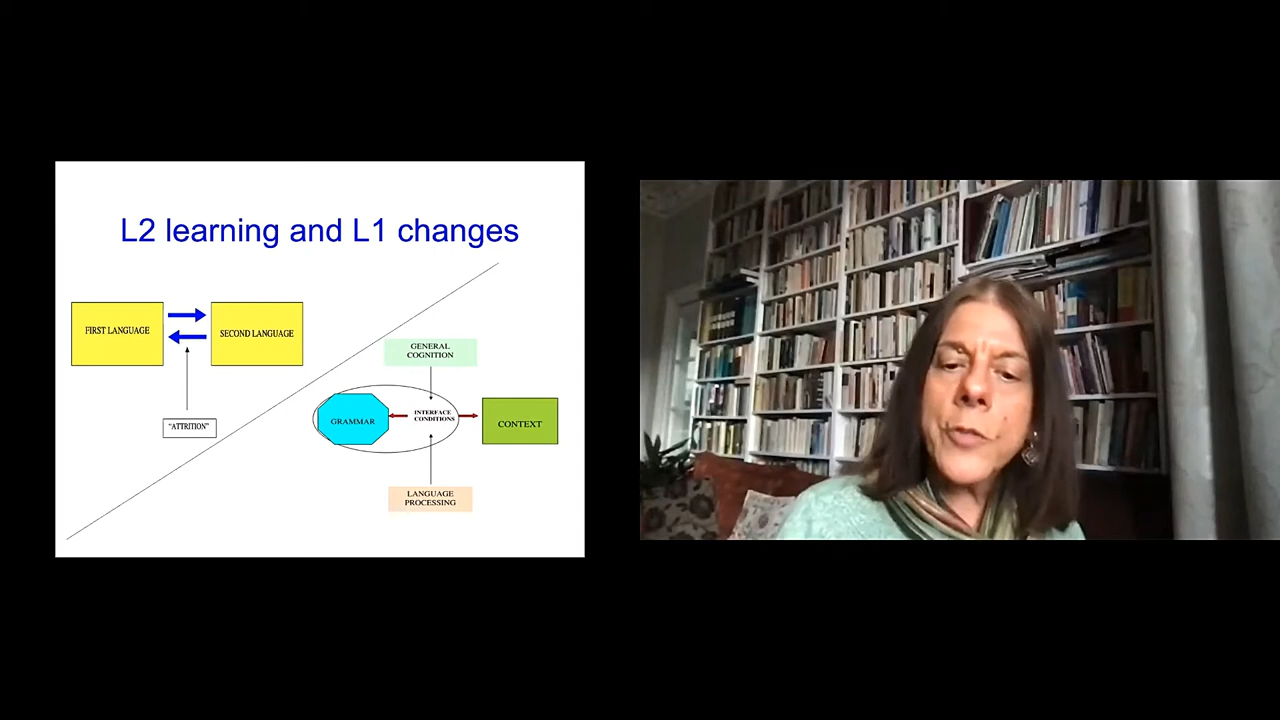 L2 learning and L1 changes
FIRST LANGUAGE
SECOND LANGUAGE
"ATTRITION"
GENERAL
COGNITION
GRAMMAR
INTERFACE
CONDITIONS
CONTEXT
LANGUAGE
PROCESSING